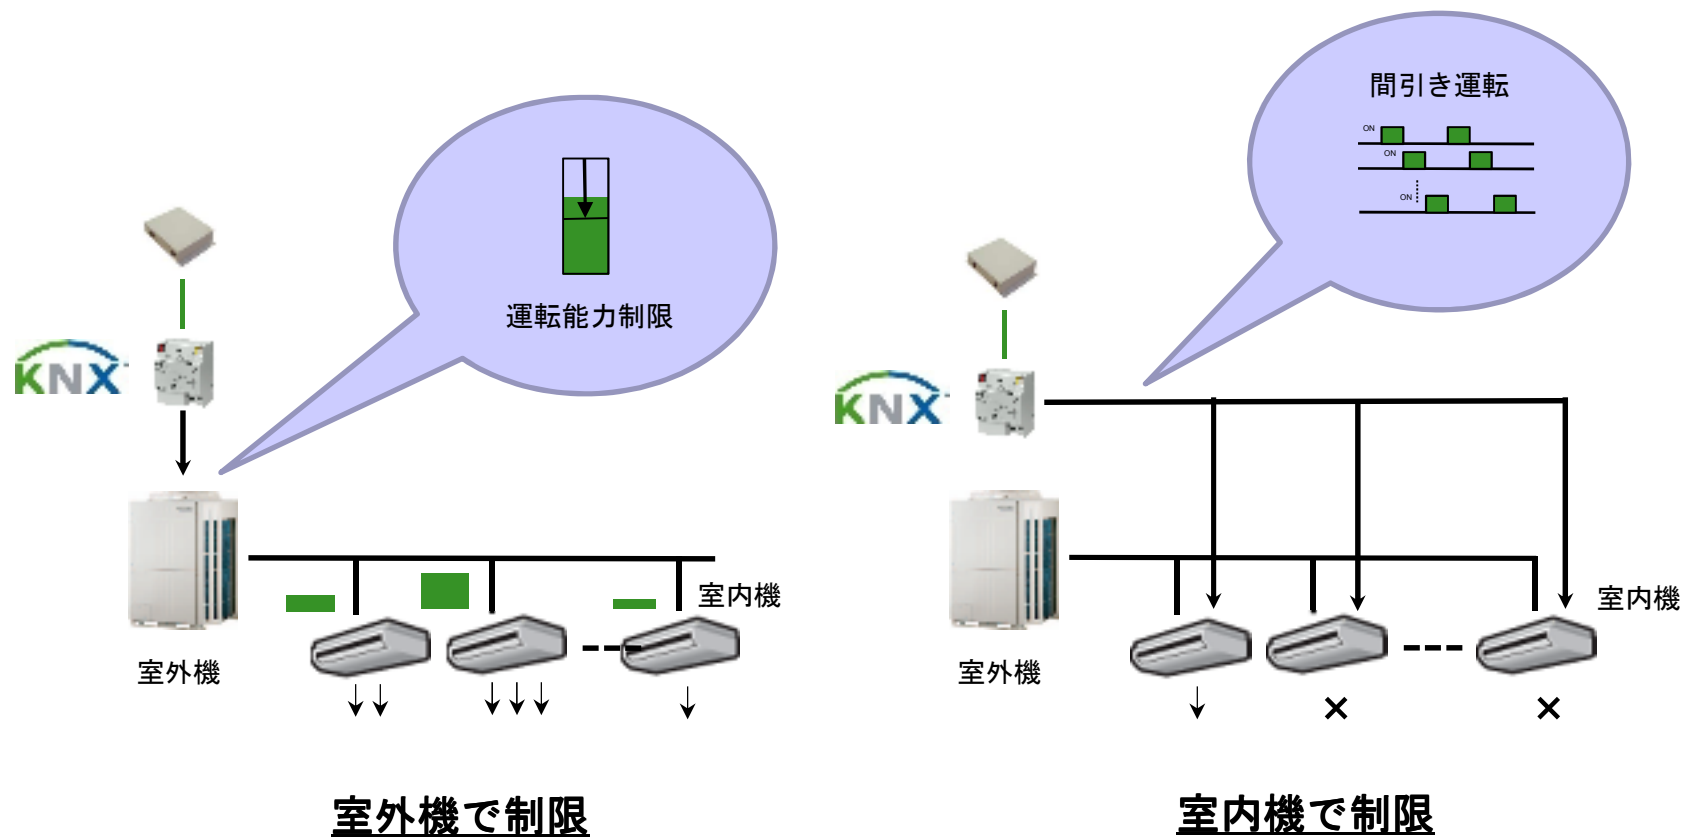 運転能力制限
KNX
室内機
室外機
室外機で制限
間引き運転
ON
ON
ON
KNX
室内機
室外機
室内機で制限